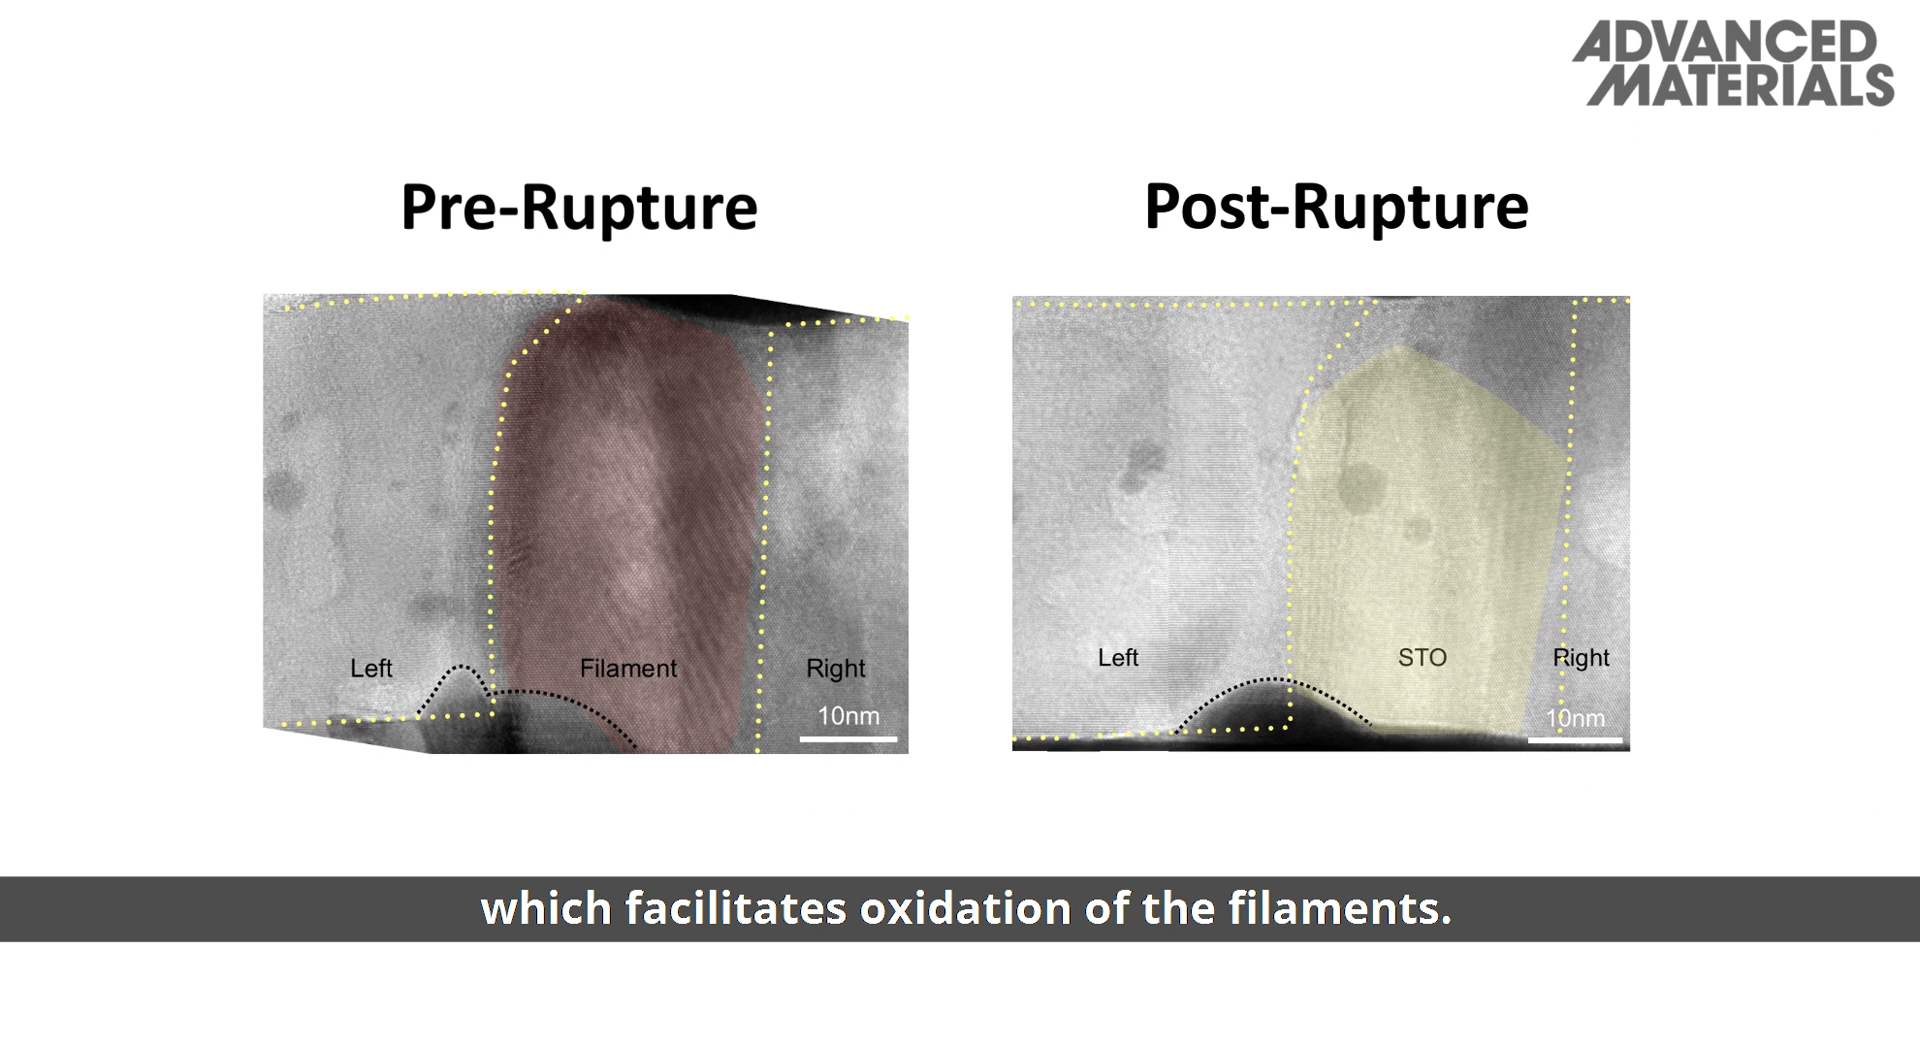 ADVANCED
MATERIALS
Pre-Rupture
Post-Rupture
Left
Filament
Right
10nm
Left
STO
Right
10nm
which facilitates oxidation of the filaments.